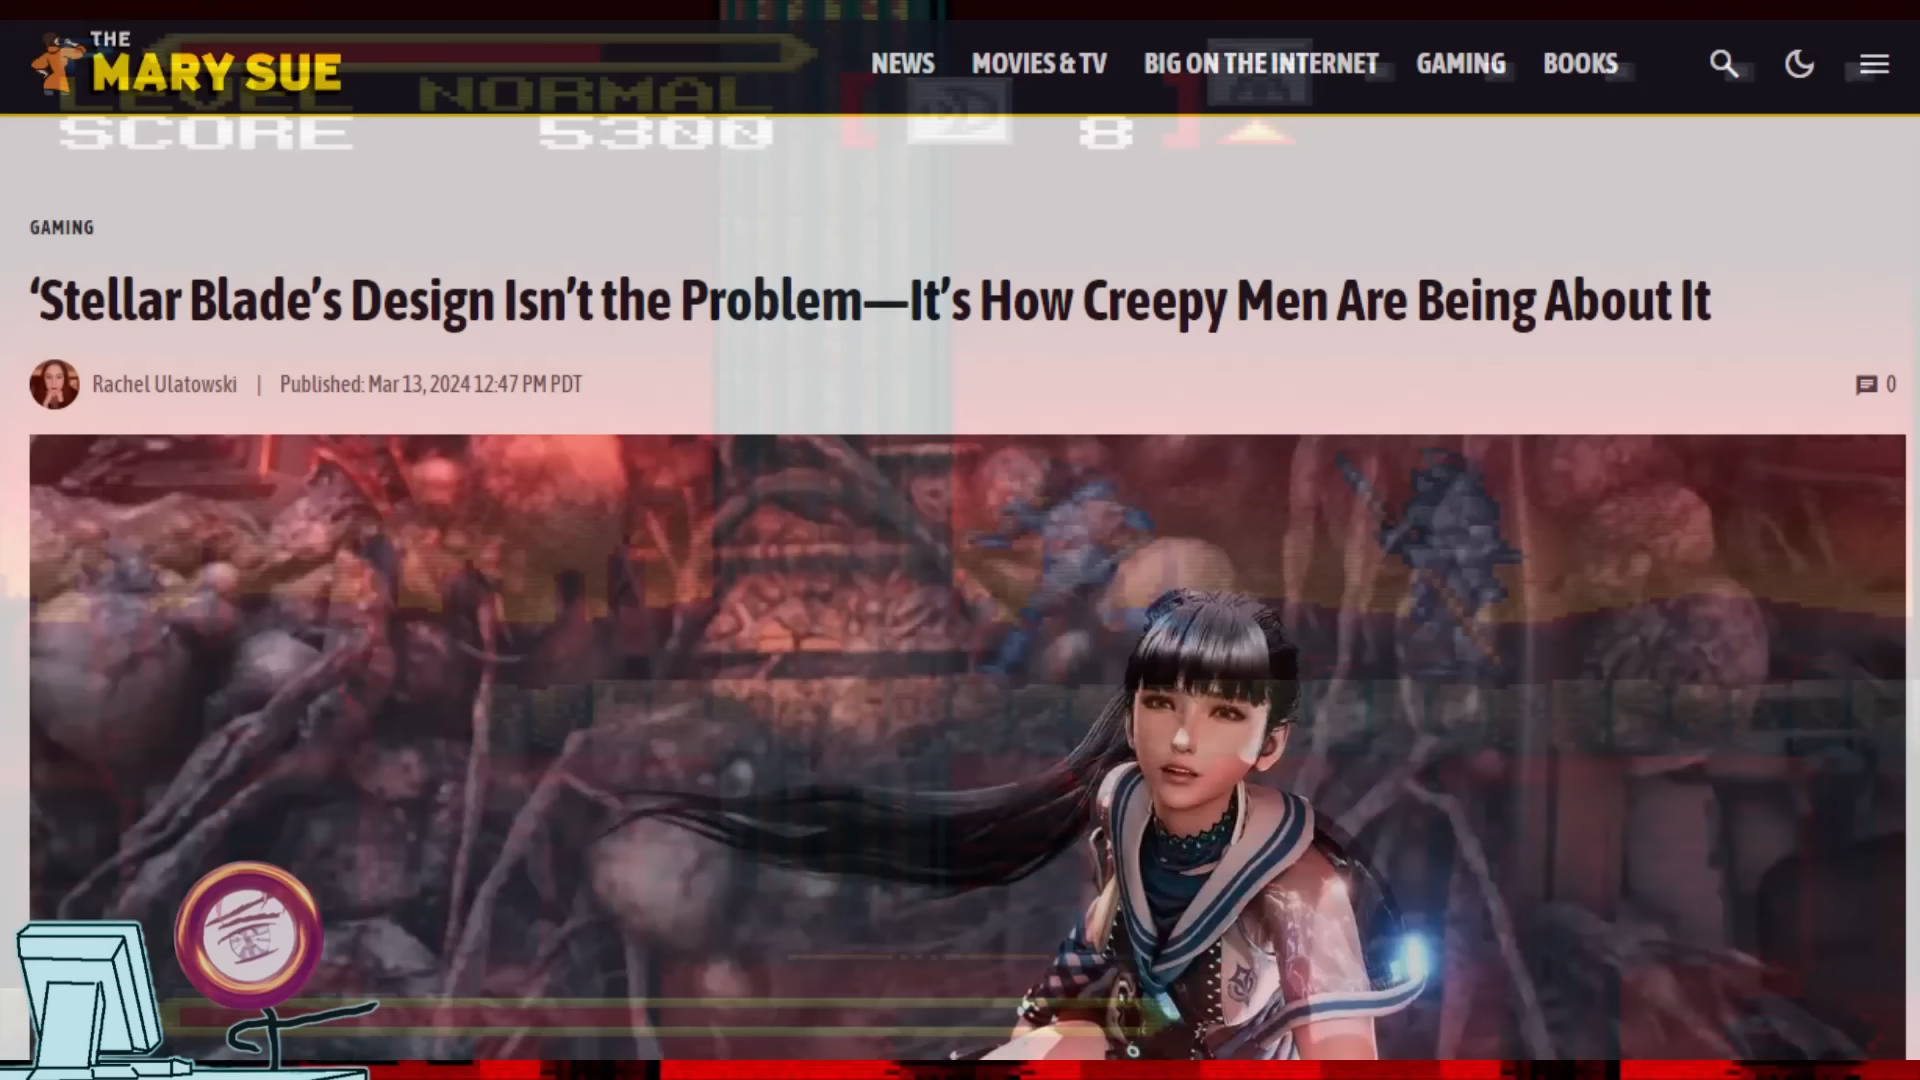 THE
MARY SUE
NEWS
MOVIES & TV
BIG ON THE INTERNET
GAMING
BOOKS
LEVEL NORMAL
SCORE 5300
[ 8 ]
GAMING
‘Stellar Blade’s Design Isn’t the Problem—It’s How Creepy Men Are Being About It
Rachel Ulatowski | Published: Mar 13, 2024 12:47 PM PDT
0